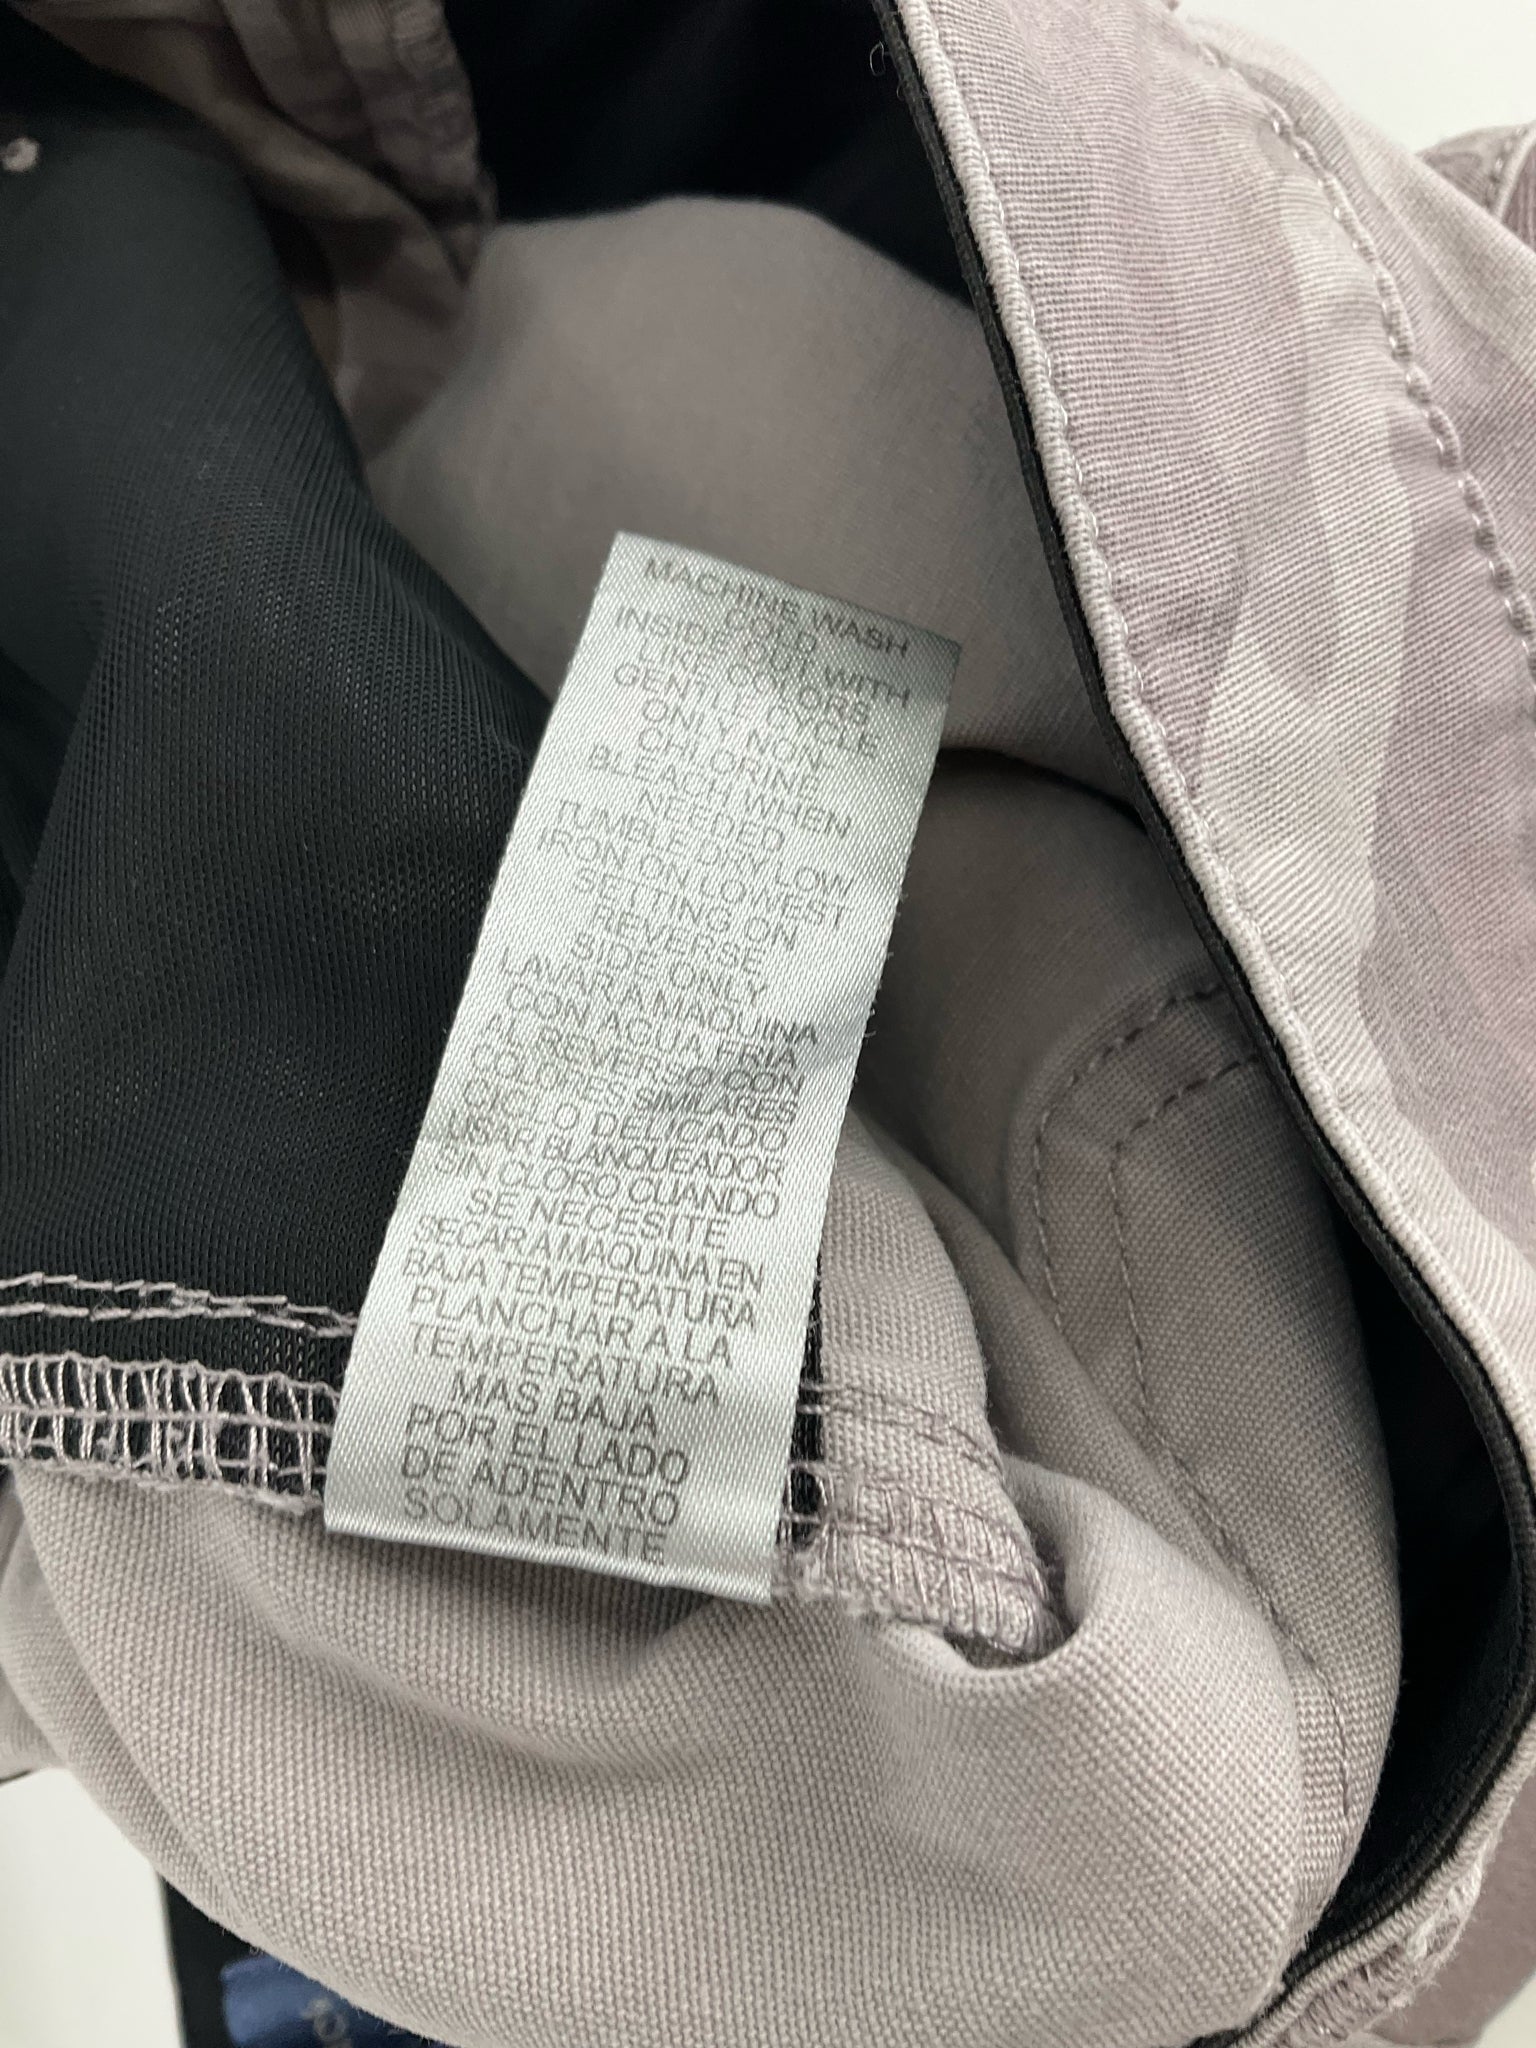 MACHINE WASH
COLD
INSIDE OUT WITH
LIKE COLORS
GENTLE CYCLE
ONLY NON
CHLORINE
BLEACH WHEN
NEEDED
TUMBLE DRY LOW
IRON ON LOWEST
SETTING ON
REVERSE
SIDE ONLY
LAVAR A MAQUINA
CON AGUA FRIA
AL REVERSO CON
COLORES SIMILARES
CICLO DELICADO
USAR BLANQUEADOR
SIN CLORO CUANDO
SE NECESITE
SECAR A MAQUINA EN
BAJA TEMPERATURA
PLANCHAR A LA
TEMPERATURA
MAS BAJA
POR EL LADO
DE ADENTRO
SOLAMENTE